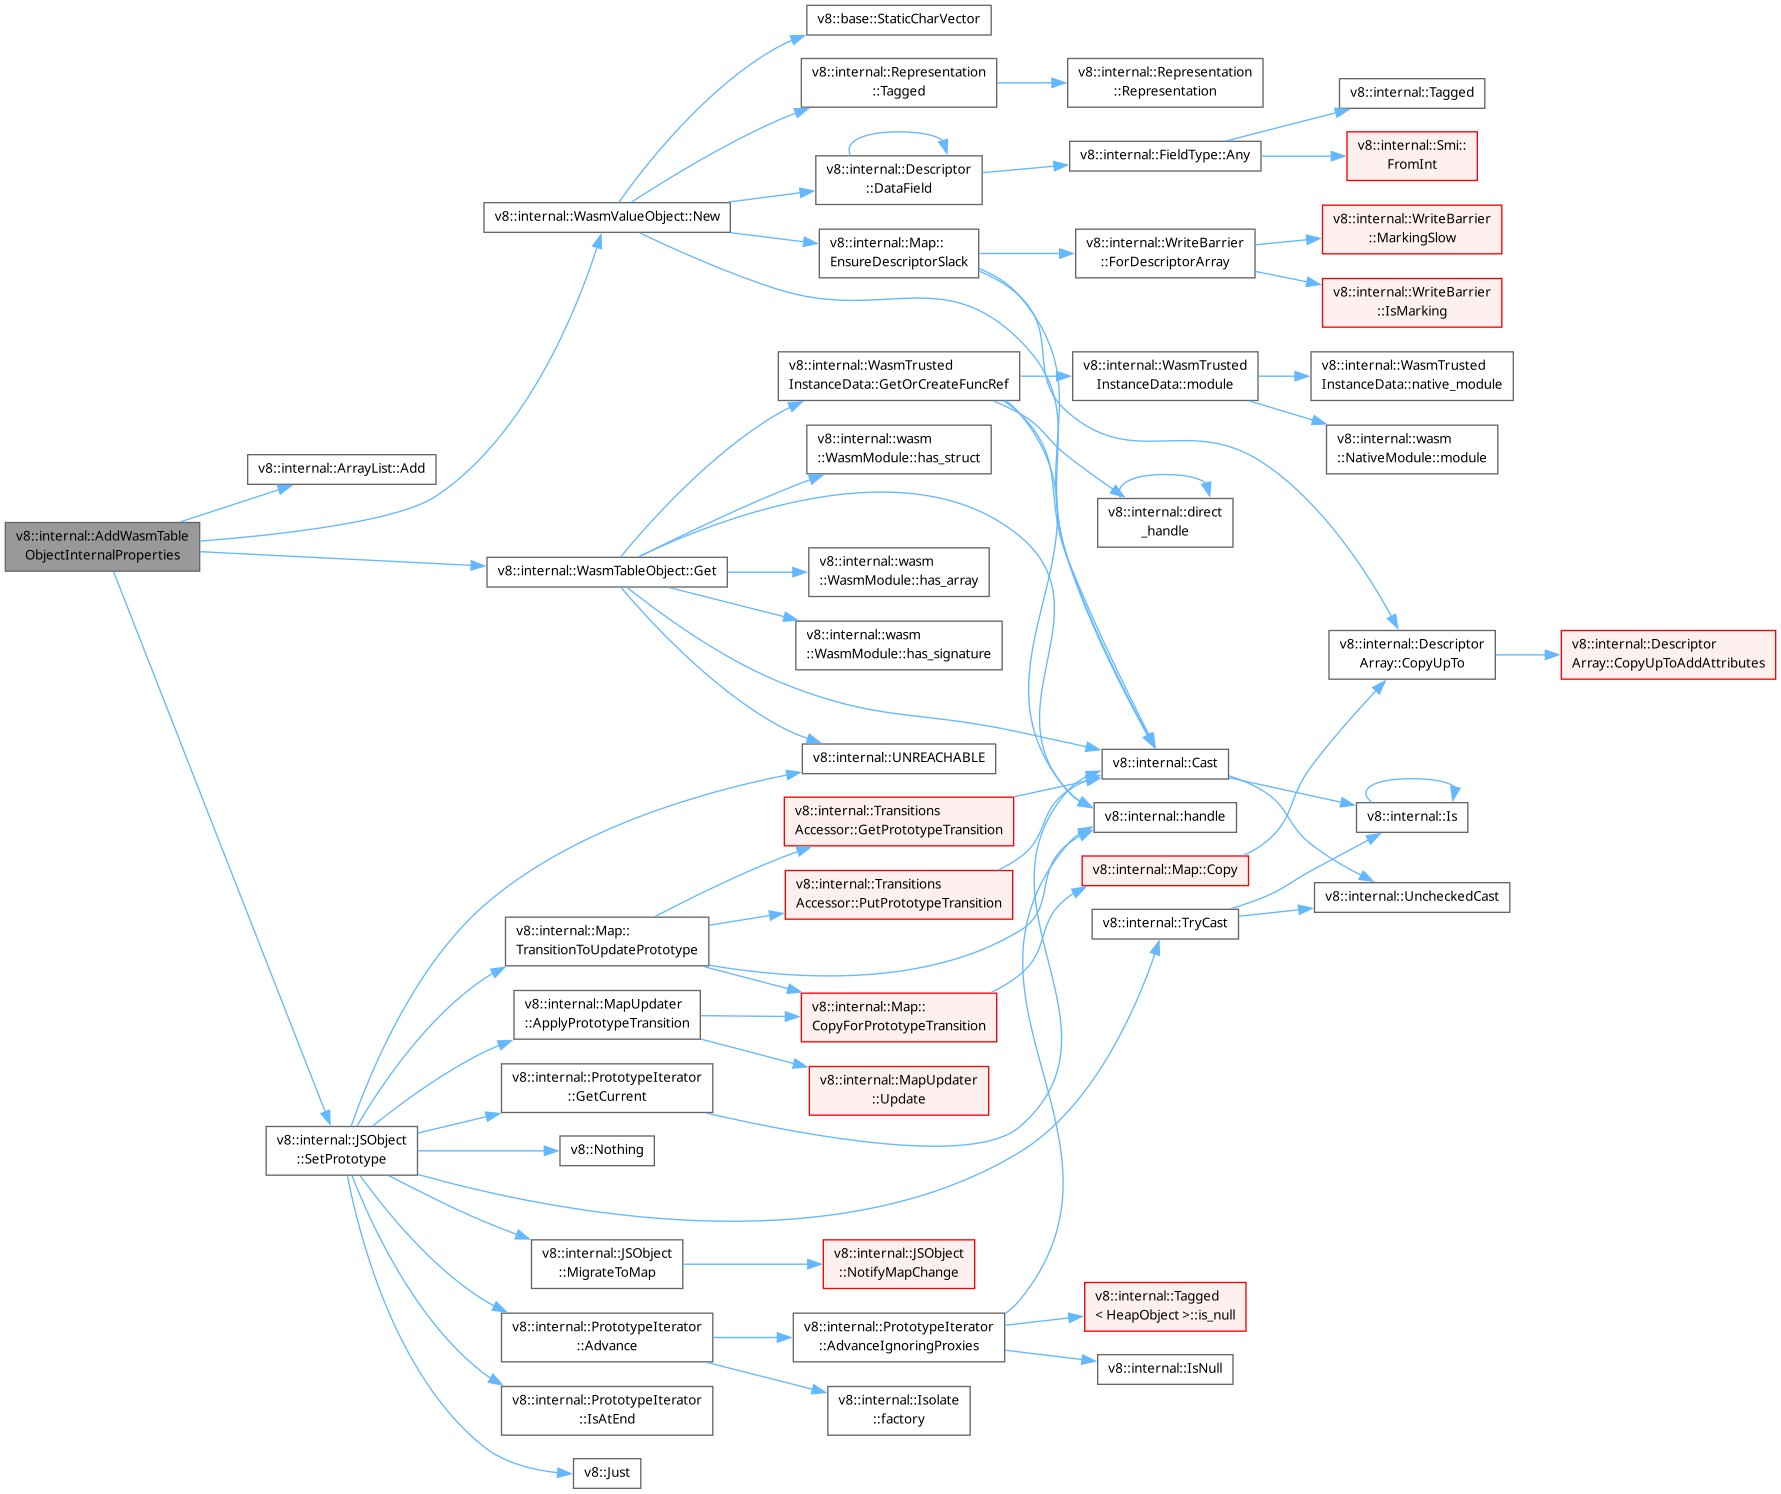 v8::internal::AddWasmTable
ObjectInternalProperties
v8::internal::ArrayList::Add
v8::internal::JSObject
::SetPrototype
v8::internal::WasmValueObject::New
v8::internal::WasmTableObject::Get
v8::internal::Map::
TransitionToUpdatePrototype
v8::internal::MapUpdater
::ApplyPrototypeTransition
v8::internal::PrototypeIterator
::GetCurrent
v8::Nothing
v8::internal::JSObject
::MigrateToMap
v8::internal::PrototypeIterator
::Advance
v8::internal::PrototypeIterator
::IsAtEnd
v8::Just
v8::base::StaticCharVector
v8::internal::Representation
::Tagged
v8::internal::Descriptor
::DataField
v8::internal::Map::
EnsureDescriptorSlack
v8::internal::WasmTrusted
InstanceData::GetOrCreateFuncRef
v8::internal::wasm
::WasmModule::has_struct
v8::internal::wasm
::WasmModule::has_array
v8::internal::wasm
::WasmModule::has_signature
v8::internal::UNREACHABLE
v8::internal::Transitions
Accessor::GetPrototypeTransition
v8::internal::Transitions
Accessor::PutPrototypeTransition
v8::internal::Map::
CopyForPrototypeTransition
v8::internal::MapUpdater
::Update
v8::internal::JSObject
::NotifyMapChange
v8::internal::PrototypeIterator
::AdvanceIgnoringProxies
v8::internal::Isolate
::factory
v8::internal::Representation
::Representation
v8::internal::FieldType::Any
v8::internal::WriteBarrier
::ForDescriptorArray
v8::internal::WasmTrusted
InstanceData::module
v8::internal::direct
_handle
v8::internal::Cast
v8::internal::handle
v8::internal::Map::Copy
v8::internal::TryCast
v8::internal::Tagged
< HeapObject >::is_null
v8::internal::IsNull
v8::internal::Tagged
v8::internal::Smi::
FromInt
v8::internal::WriteBarrier
::MarkingSlow
v8::internal::WriteBarrier
::IsMarking
v8::internal::WasmTrusted
InstanceData::native_module
v8::internal::wasm
::NativeModule::module
v8::internal::Descriptor
Array::CopyUpTo
v8::internal::Is
v8::internal::UncheckedCast
v8::internal::Descriptor
Array::CopyUpToAddAttributes